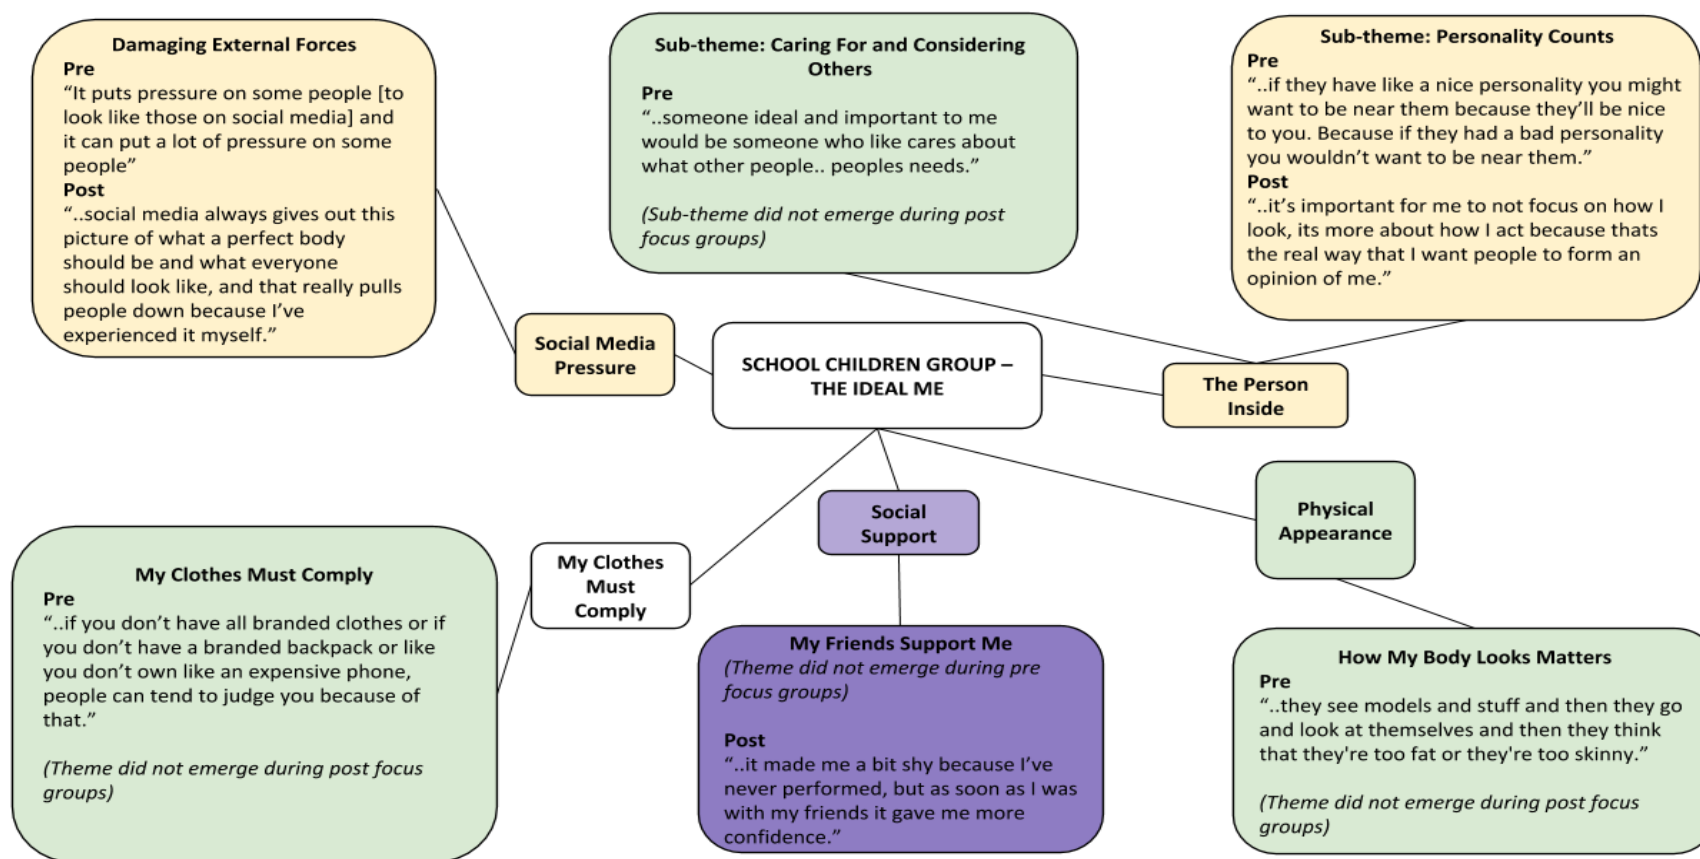 Damaging External Forces
Pre
“It puts pressure on some people [to
look like those on social media] and
it can put a lot of pressure on some
people”
Post
“..social media always gives out this
picture of what a perfect body
should be and what everyone
should look like, and that really pulls
people down because I’ve
experienced it myself.”
Sub-theme: Caring For and Considering
Others
Pre
“..someone ideal and important to me
would be someone who like cares about
what other people.. peoples needs.”
(Sub-theme did not emerge during post
focus groups)
Sub-theme: Personality Counts
Pre
“..if they have like a nice personality you might
want to be near them because they’ll be nice
to you. Because if they had a bad personality
you wouldn’t want to be near them.”
Post
“..it’s important for me to not focus on how I
look, its more about how I act because thats
the real way that I want people to form an
opinion of me.”
Social Media
Pressure
SCHOOL CHILDREN GROUP –
THE IDEAL ME
The Person
Inside
My Clothes Must Comply
Pre
“..if you don’t have all branded clothes or if
you don’t have a branded backpack or like
you don’t own like an expensive phone,
people can tend to judge you because of
that.”
(Theme did not emerge during post focus
groups)
My Clothes
Must
Comply
Social
Support
My Friends Support Me
(Theme did not emerge during pre
focus groups)
Post
“..it made me a bit shy because I’ve
never performed, but as soon as I was
with my friends it gave me more
confidence.”
Physical
Appearance
How My Body Looks Matters
Pre
“..they see models and stuff and then they go
and look at themselves and then they think
that they're too fat or they're too skinny.”
(Theme did not emerge during post focus
groups)